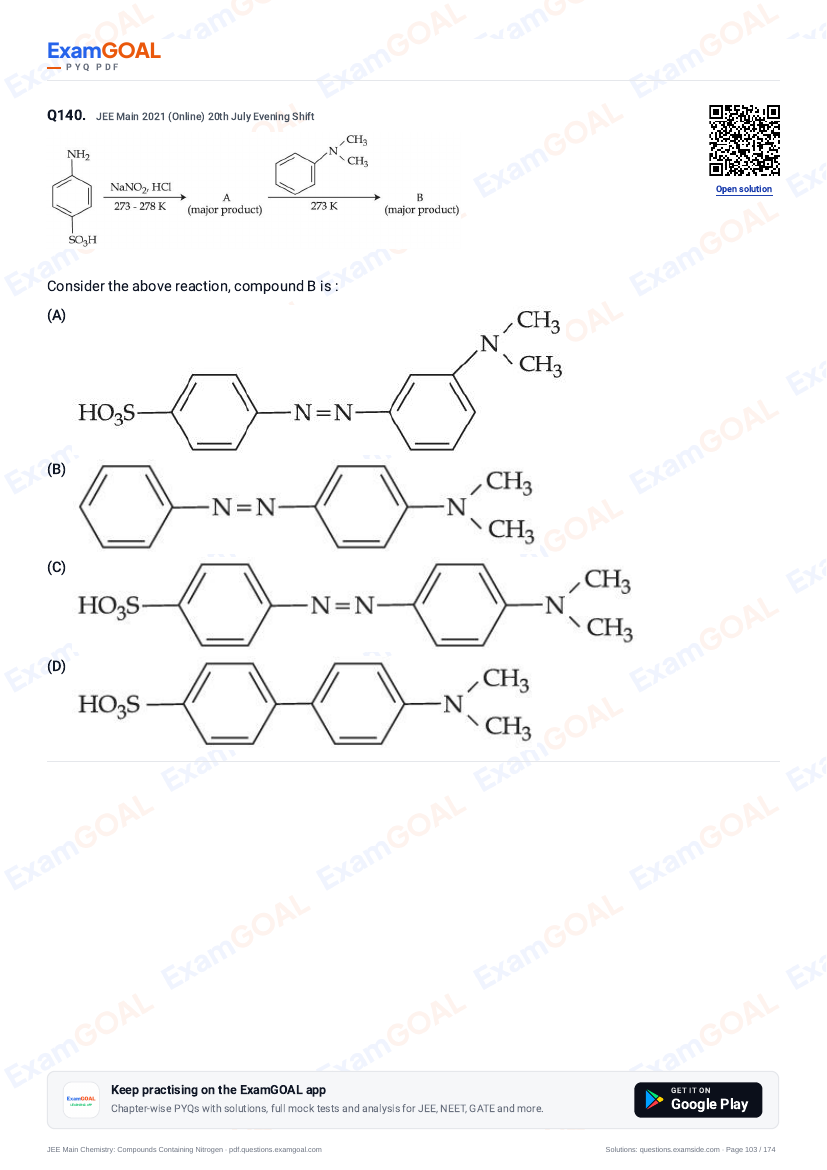 ExamGOAL
PYQ PDF
Q140. JEE Main 2021 (Online) 20th July Evening Shift
Open solution
NH2
SO3H
NaNO2, HCl
273 - 278 K
A
(major product)
N
CH3
CH3
273 K
B
(major product)
Consider the above reaction, compound B is :
(A)
HO3S
N=N
N
CH3
CH3
(B)
N=N
N
CH3
CH3
(C)
HO3S
N=N
N
CH3
CH3
(D)
HO3S
N
CH3
CH3
ExamGOAL
Keep practising on the ExamGOAL app
Chapter-wise PYQs with solutions, full mock tests and analysis for JEE, NEET, GATE and more.
GET IT ON
Google Play
JEE Main Chemistry: Compounds Containing Nitrogen · pdf.questions.examgoal.com
Solutions: questions.examside.com · Page 103 / 174